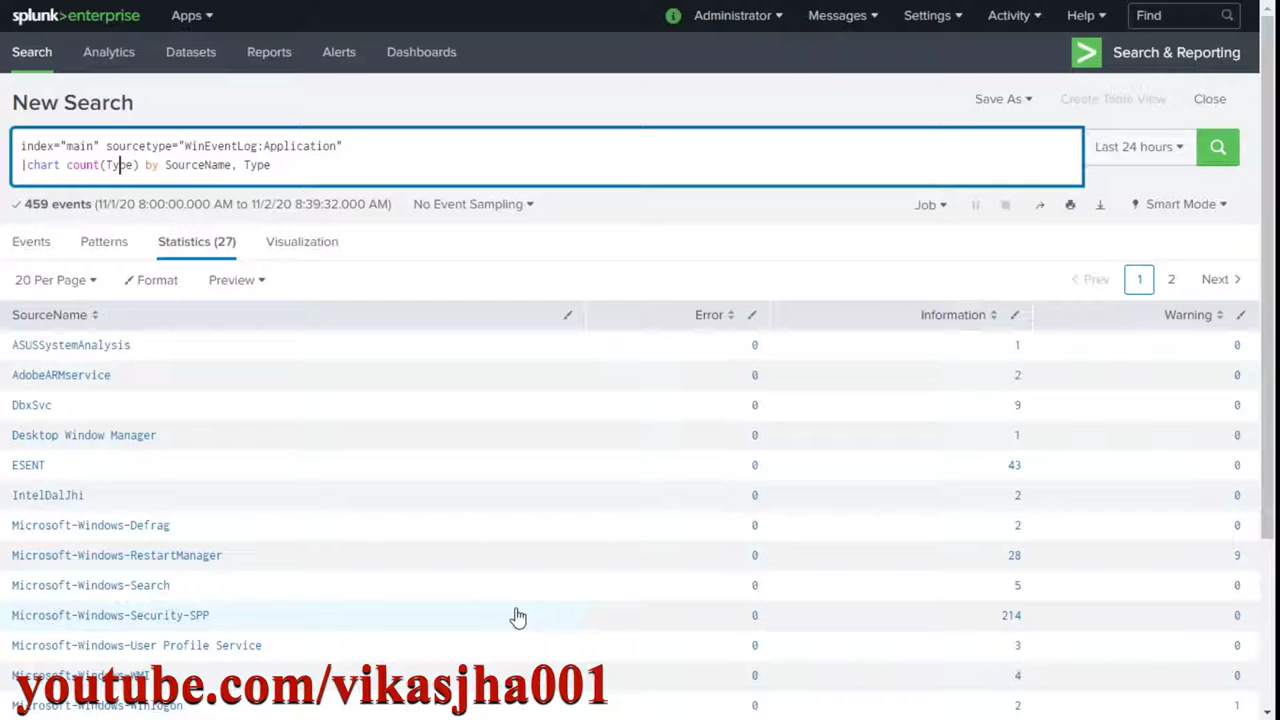 splunk>enterprise Apps Administrator Messages Settings Activity Help Find
Search Analytics Datasets Reports Alerts Dashboards Search & Reporting
New Search Save As Create Table View Close
index="main" sourcetype="WinEventLog:Application"
|chart count(Type) by SourceName, Type
Last 24 hours
459 events (11/1/20 8:00:00.000 AM to 11/2/20 8:39:32.000 AM) No Event Sampling Job Smart Mode
Events Patterns Statistics (27) Visualization
20 Per Page Format Preview < Prev 1 2 Next >
SourceName Error Information Warning
ASUSSystemAnalysis 0 1 0
AdobeARMservice 0 2 0
DbxSvc 0 9 0
Desktop Window Manager 0 1 0
ESENT 0 43 0
IntelDalJhi 0 2 0
Microsoft-Windows-Defrag 0 2 0
Microsoft-Windows-RestartManager 0 28 9
Microsoft-Windows-Search 0 5 0
Microsoft-Windows-Security-SPP 0 214 0
Microsoft-Windows-User Profile Service 0 3 0
Microsoft-Windows-WMI 0 4 0
youtube.com/vikasjha001
Microsoft-Windows-Winlogon 0 2 1